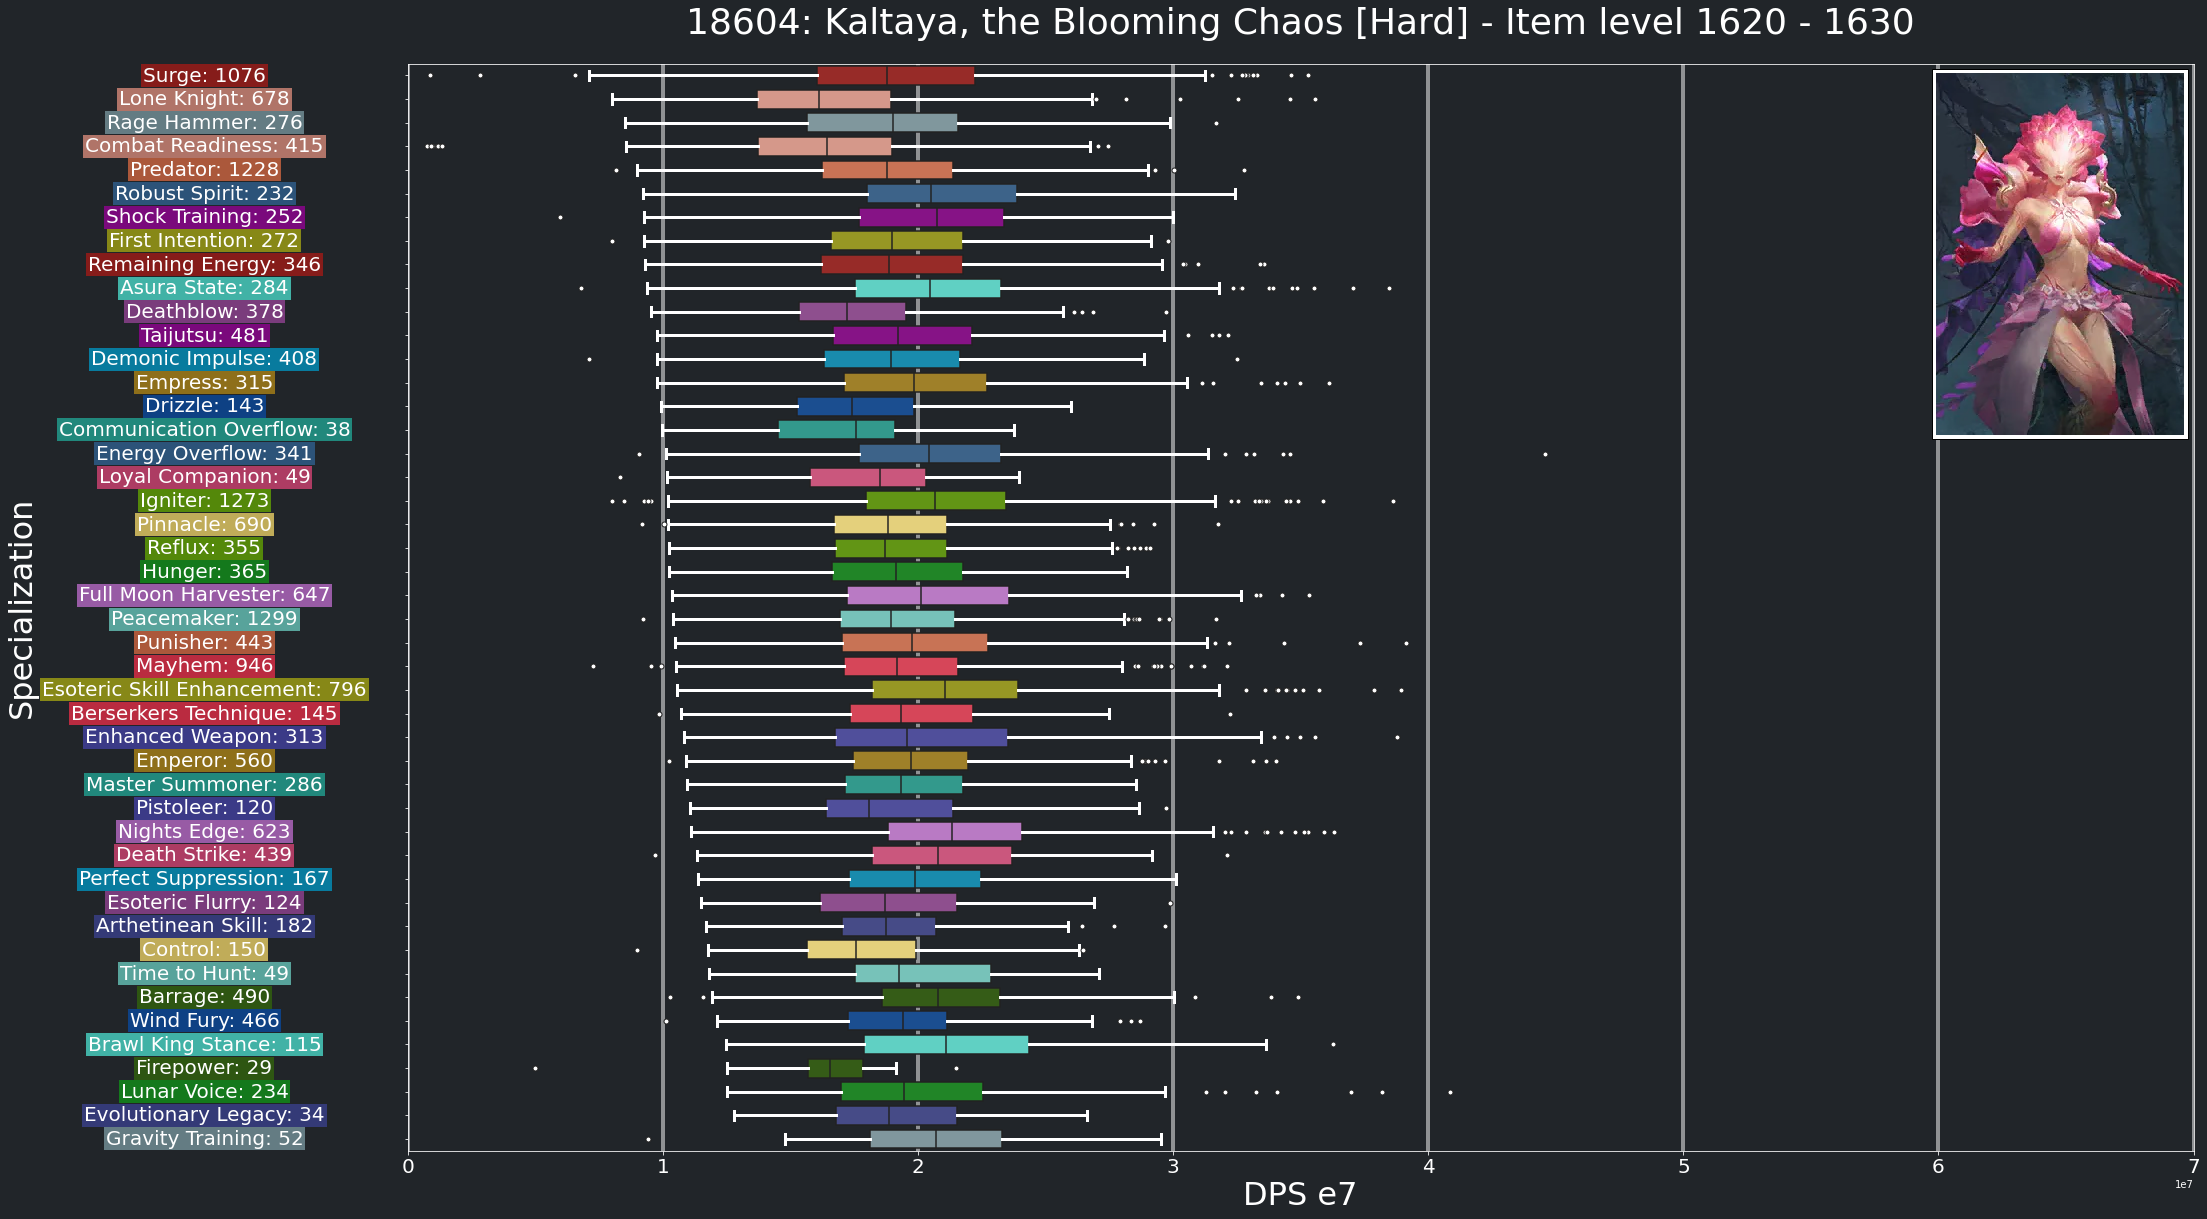 18604: Kaltaya, the Blooming Chaos [Hard] - Item level 1620 - 1630
Specialization
Surge: 1076
Lone Knight: 678
Rage Hammer: 276
Combat Readiness: 415
Predator: 1228
Robust Spirit: 232
Shock Training: 252
First Intention: 272
Remaining Energy: 346
Asura State: 284
Deathblow: 378
Taijutsu: 481
Demonic Impulse: 408
Empress: 315
Drizzle: 143
Communication Overflow: 38
Energy Overflow: 341
Loyal Companion: 49
Igniter: 1273
Pinnacle: 690
Reflux: 355
Hunger: 365
Full Moon Harvester: 647
Peacemaker: 1299
Punisher: 443
Mayhem: 946
Esoteric Skill Enhancement: 796
Berserkers Technique: 145
Enhanced Weapon: 313
Emperor: 560
Master Summoner: 286
Pistoleer: 120
Nights Edge: 623
Death Strike: 439
Perfect Suppression: 167
Esoteric Flurry: 124
Arthetinean Skill: 182
Control: 150
Time to Hunt: 49
Barrage: 490
Wind Fury: 466
Brawl King Stance: 115
Firepower: 29
Lunar Voice: 234
Evolutionary Legacy: 34
Gravity Training: 52
0 1 2 3 4 5 6 7
1e7
DPS e7